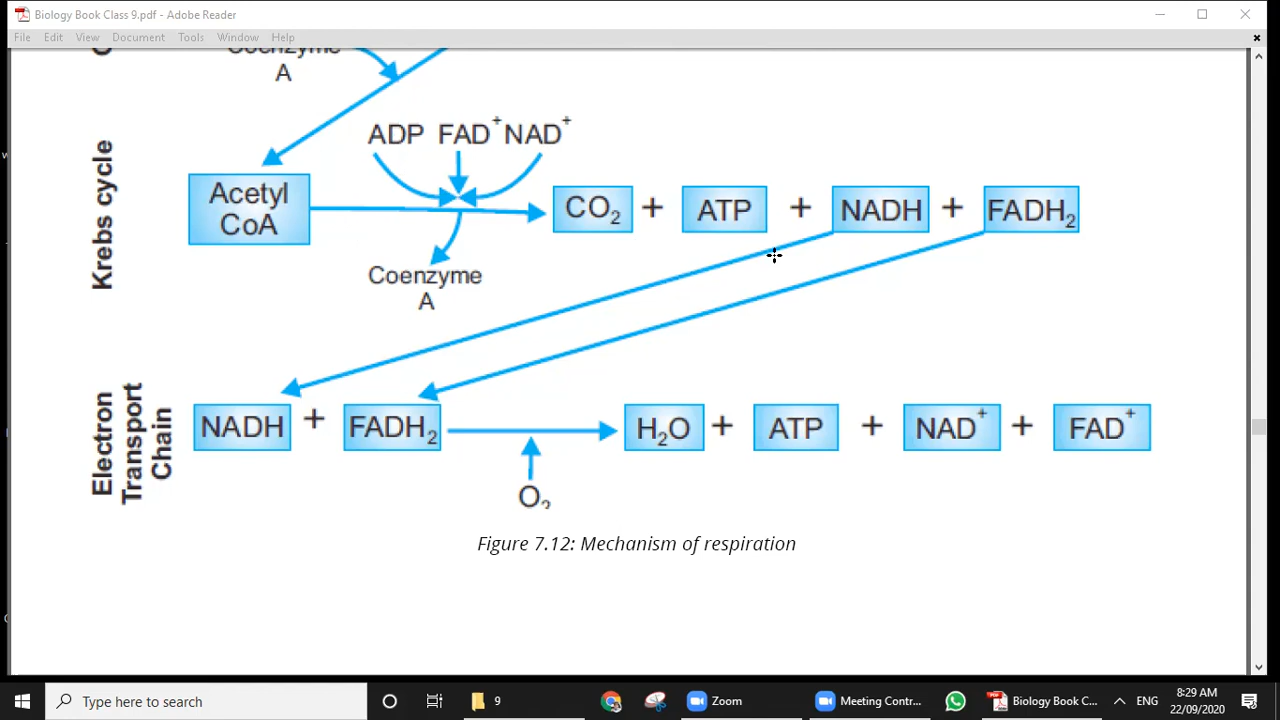 Biology Book Class 9.pdf - Adobe Reader
File Edit View Document Tools Window Help
Coenzyme
A
Krebs cycle
ADP FAD⁺ NAD⁺
Acetyl
CoA
CO₂ + ATP + NADH + FADH₂
Coenzyme
A
Electron
Transport
Chain
NADH + FADH₂
H₂O + ATP + NAD⁺ + FAD⁺
O₂
Figure 7.12: Mechanism of respiration
Type here to search
9
Zoom
Meeting Contr...
Biology Book C...
ENG
8:29 AM
22/09/2020